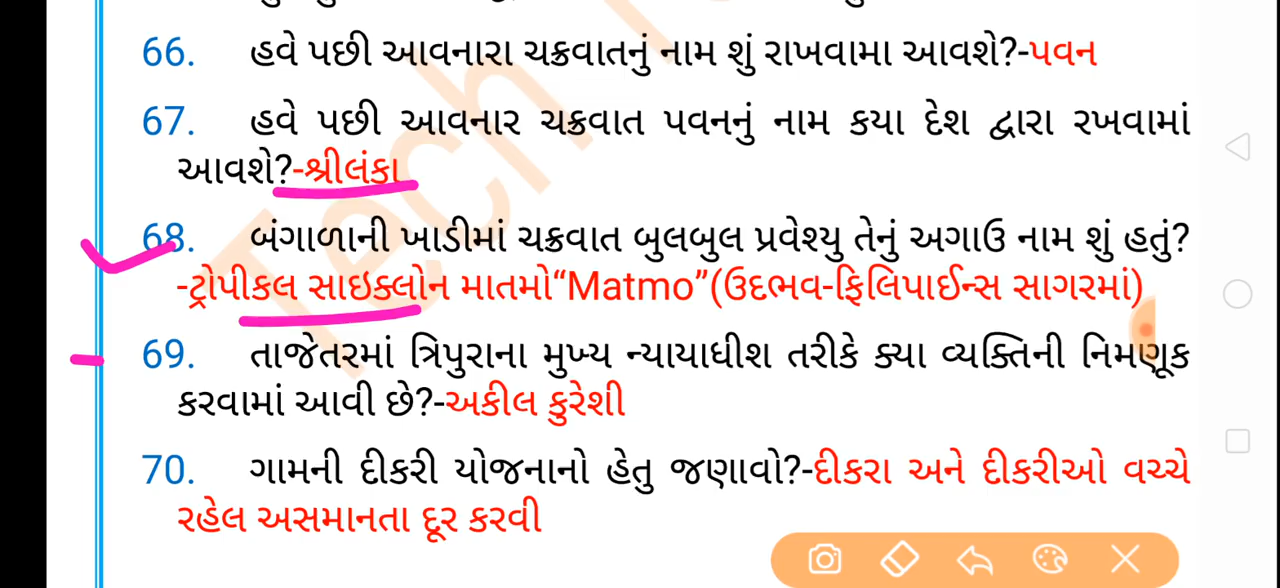 66. હવે પછી આવનારા ચક્રવાતનું નામ શું રાખવામા આવશે?-પવન
67. હવે પછી આવનાર ચક્રવાત પવનનું નામ કયા દેશ દ્વારા રખવામાં
આવશે?-શ્રીલંકા
68. બંગાળાની ખાડીમાં ચક્રવાત બુલબુલ પ્રવેશ્યુ તેનું અગાઉ નામ શું હતું?
-ટ્રોપીકલ સાઇક્લોન માતમો“Matmo”(ઉદભવ-ફિલિપાઈન્સ સાગરમાં)
69. તાજેતરમાં ત્રિપુરાના મુખ્ય ન્યાયાધીશ તરીકે ક્યા વ્યક્તિની નિમણૂક
કરવામાં આવી છે?-અકીલ કુરેશી
70. ગામની દીકરી યોજનાનો હેતુ જણાવો?-દીકરા અને દીકરીઓ વચ્ચે
રહેલ અસમાનતા દૂર કરવી
Tech